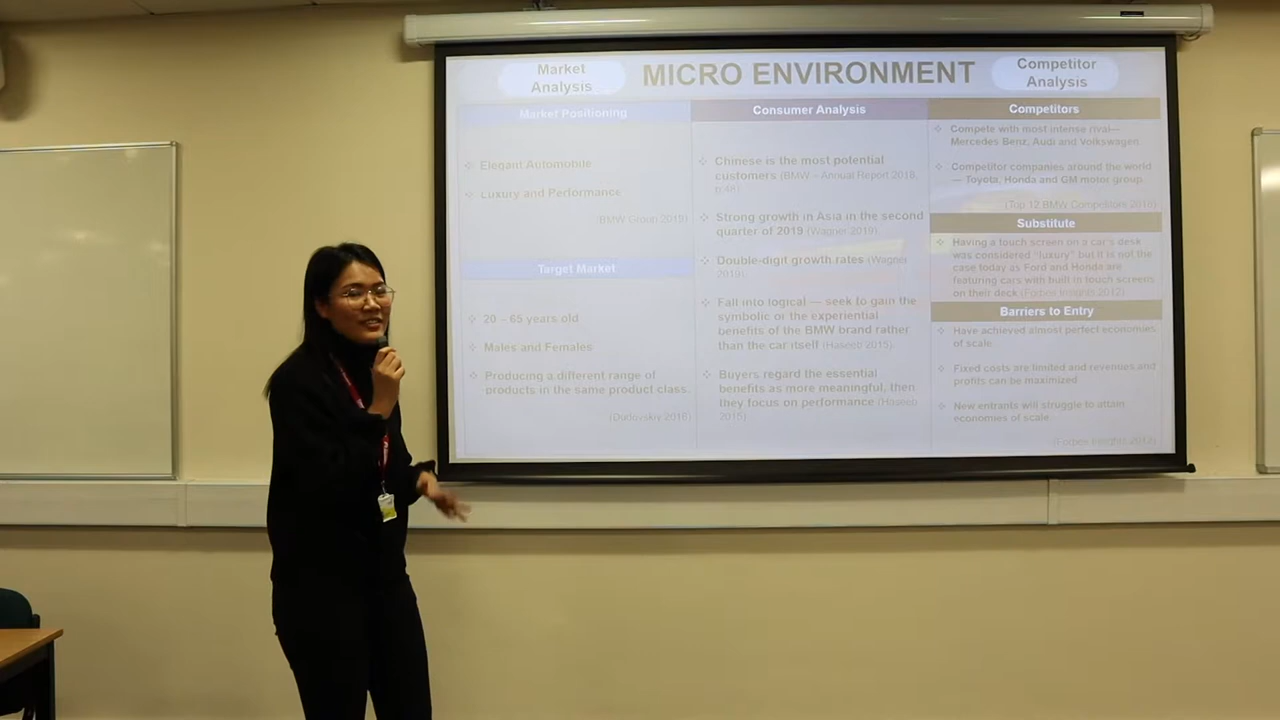 Market
Analysis
MICRO ENVIRONMENT
Competitor
Analysis
Market Positioning
Elegant Automobile
Luxury and Performance
(BMW Group 2019)
Target Market
20 – 65 years old
Males and Females
Producing a different range of
products in the same product class.
(Dudovskiy 2016)
Consumer Analysis
Chinese is the most potential
customers (BMW – Annual Report 2018,
Strong growth in Asia in the second
quarter of 2019 (Wagner 2019).
Double-digit growth rates (Wagner
2019).
Fall into logical — seek to gain the
symbolic or the experiential
benefits of the BMW brand rather
than the car itself (Haseeb 2015).
Buyers regard the essential
benefits as more meaningful, then
they focus on performance (Haseeb
2015)
Competitors
Compete with most intense rival—
Mercedes Benz, Audi and Volkswagen.
Competitor companies around the world
— Toyota, Honda and GM motor group.
(Top 12 BMW Competitors 2018)
Substitute
Having a touch screen on a car's desk
was considered "luxury" but it is not the
case today as Ford and Honda are
featuring cars with built in touch screens
on their deck (Forbes Insights 2012)
Barriers to Entry
Have achieved almost perfect economies
of scale
Fixed costs are limited and revenues and
profits can be maximized
New entrants will struggle to attain
economies of scale
(Forbes Insights 2012)